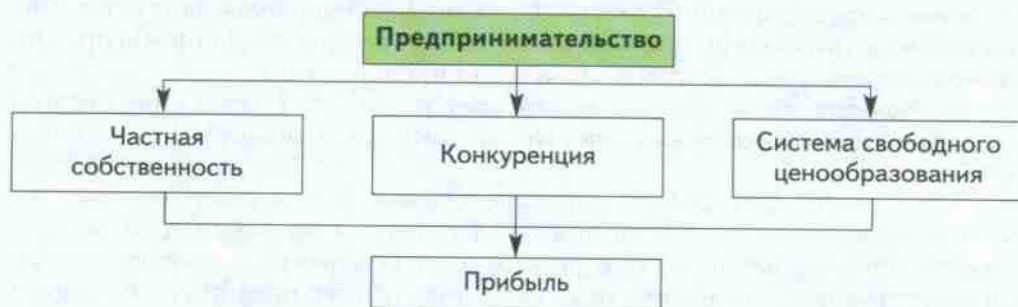 Предпринимательство
Частная
собственность
Конкуренция
Система свободного
ценообразования
Прибыль